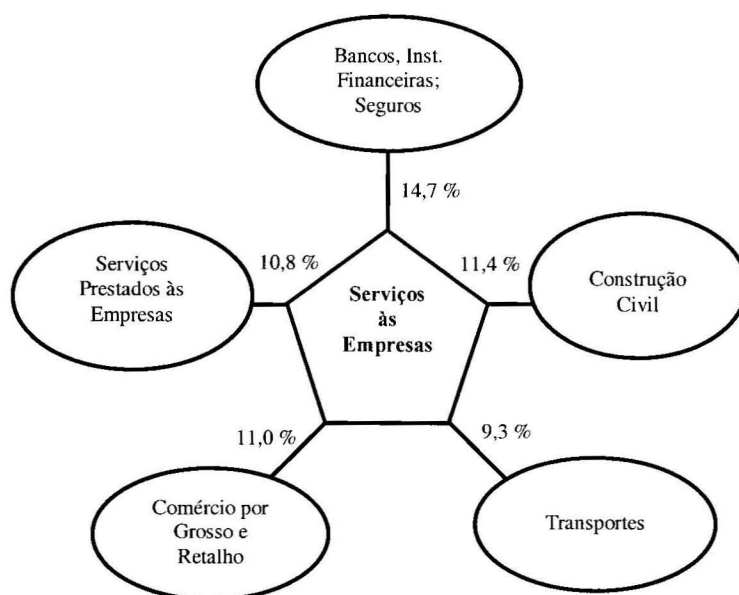 Bancos, Inst.
Financeiras;
Seguros
14,7 %
Serviços
Prestados às
Empresas
10,8 %
Serviços
às
Empresas
11,4 %
Construção
Civil
11,0 %
9,3 %
Comércio por
Grosso e
Retalho
Transportes